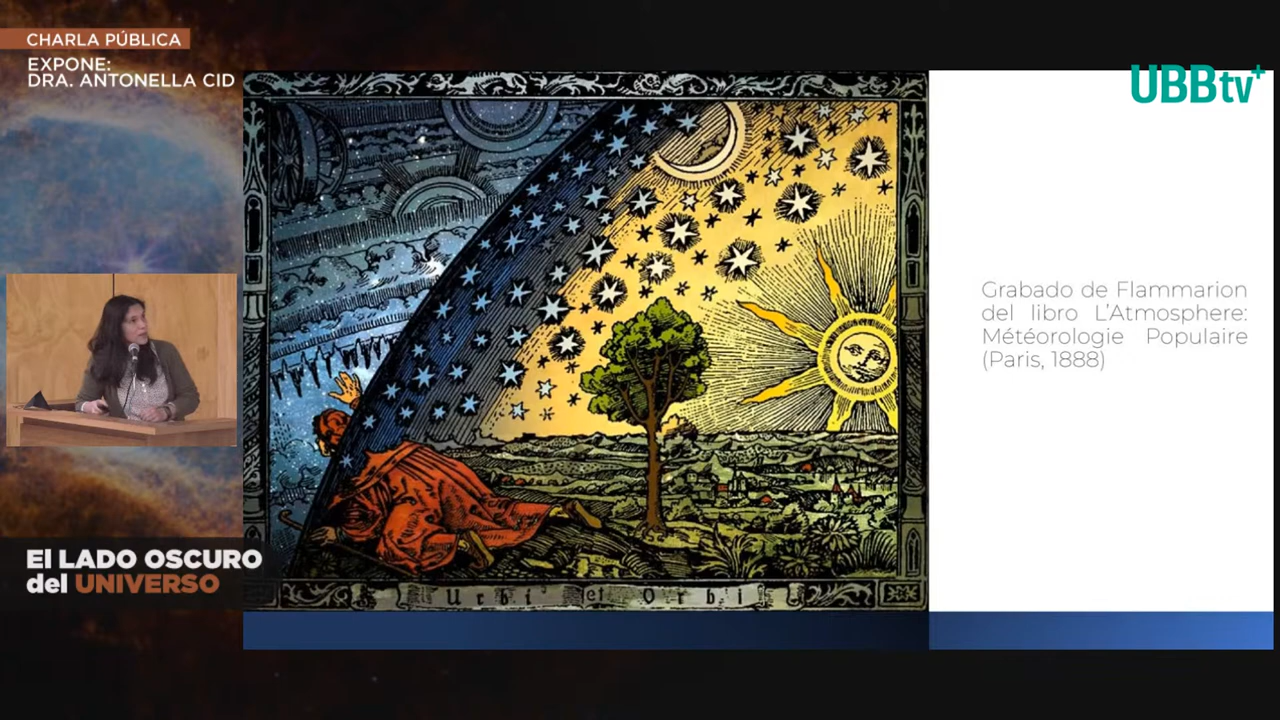 CHARLA PÚBLICA
EXPONE:
DRA. ANTONELLA CID
UBBtv+
Grabado de Flammarion
del libro L'Atmosphere:
Météorologie Populaire
(Paris, 1888)
El LADO OSCURO
del UNIVERSO
Urbi et Orbi